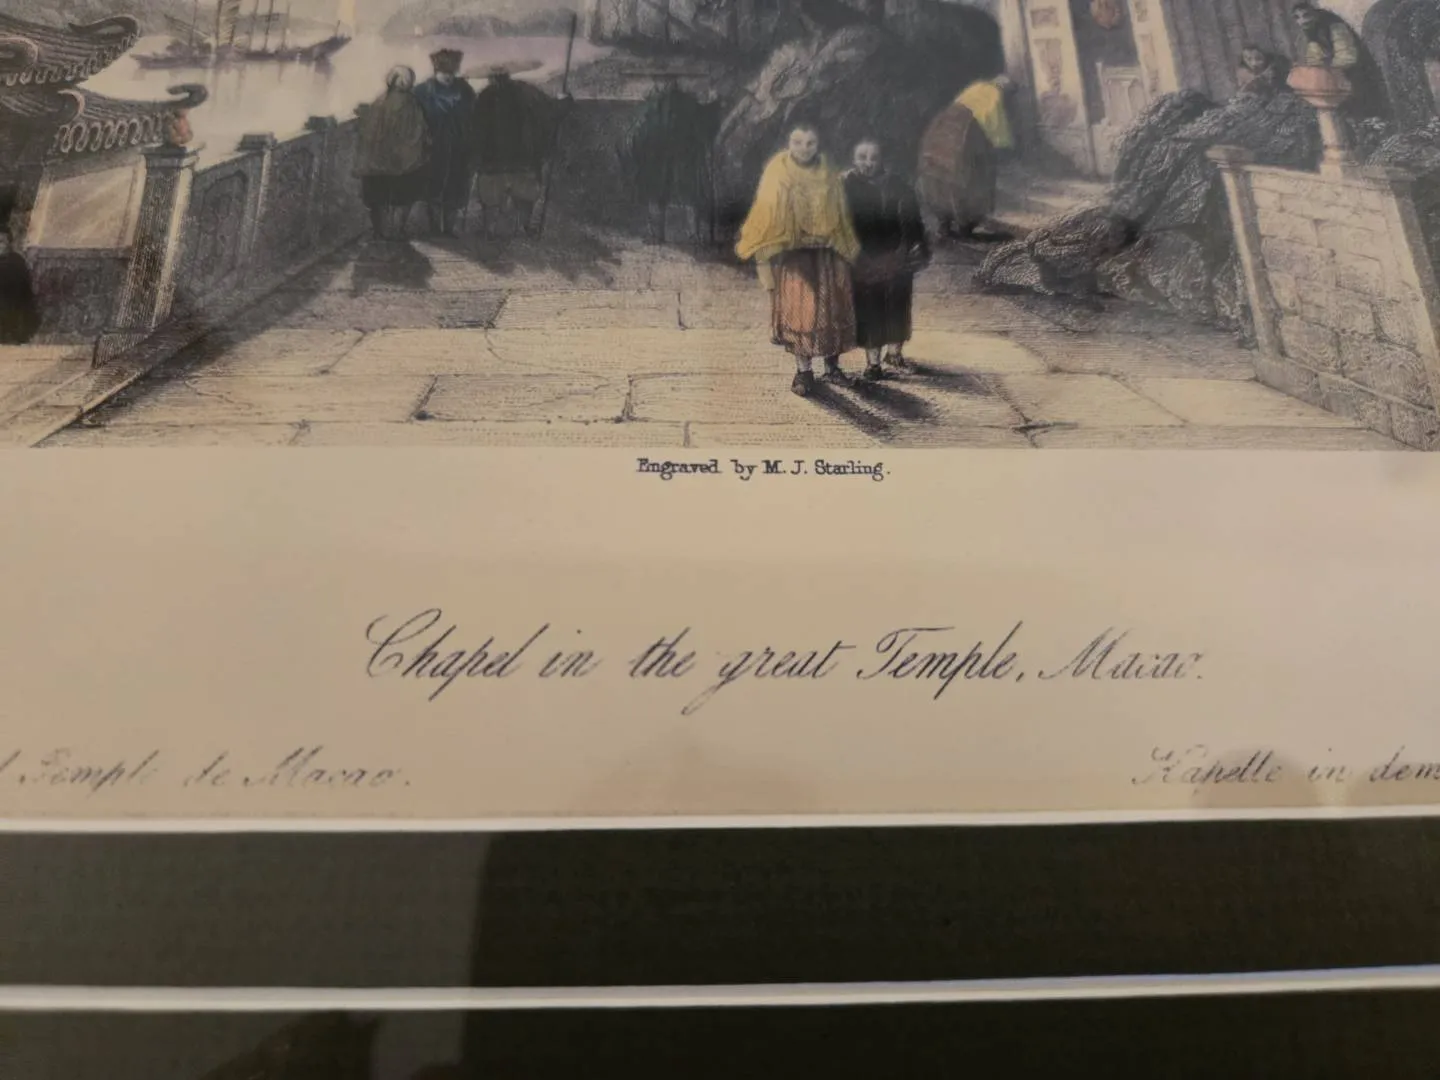 Engraved by M. J. Starling.
Chapel in the great Temple, Macao.
Temple de Macao.
Kapelle in dem